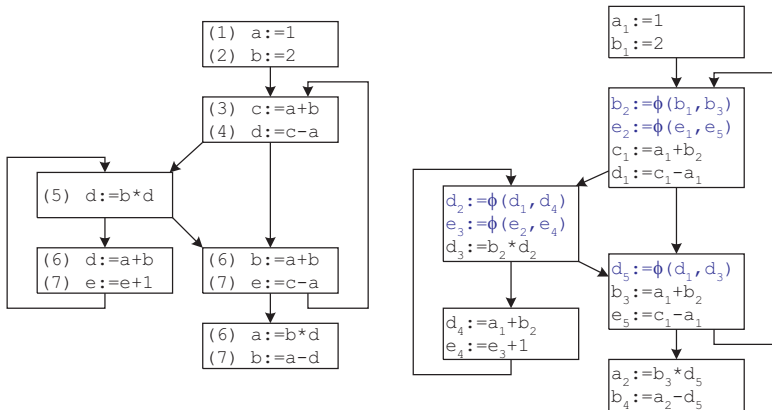 (1) a:=1
(2) b:=2
(3) c:=a+b
(4) d:=c-a
(5) d:=b*d
(6) d:=a+b
(7) e:=e+1
(6) b:=a+b
(7) e:=c-a
(6) a:=b*d
(7) b:=a-d
a₁:=1
b₁:=2
b₂:=ϕ(b₁,b₃)
e₂:=ϕ(e₁,e₅)
c₁:=a₁+b₂
d₁:=c₁-a₁
d₂:=ϕ(d₁,d₄)
e₃:=ϕ(e₂,e₄)
d₃:=b₂*d₂
d₄:=a₁+b₂
e₄:=e₃+1
d₅:=ϕ(d₁,d₃)
b₃:=a₁+b₂
e₅:=c₁-a₁
a₂:=b₃*d₅
b₄:=a₂-d₅